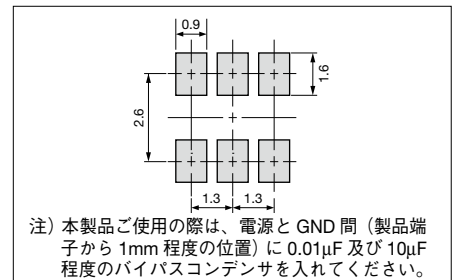 0.9
1.6
2.6
1.3 1.3
注）本製品ご使用の際は、電源と GND 間（製品端
子から 1mm 程度の位置）に 0.01μF 及び 10μF
程度のバイパスコンデンサを入れてください。